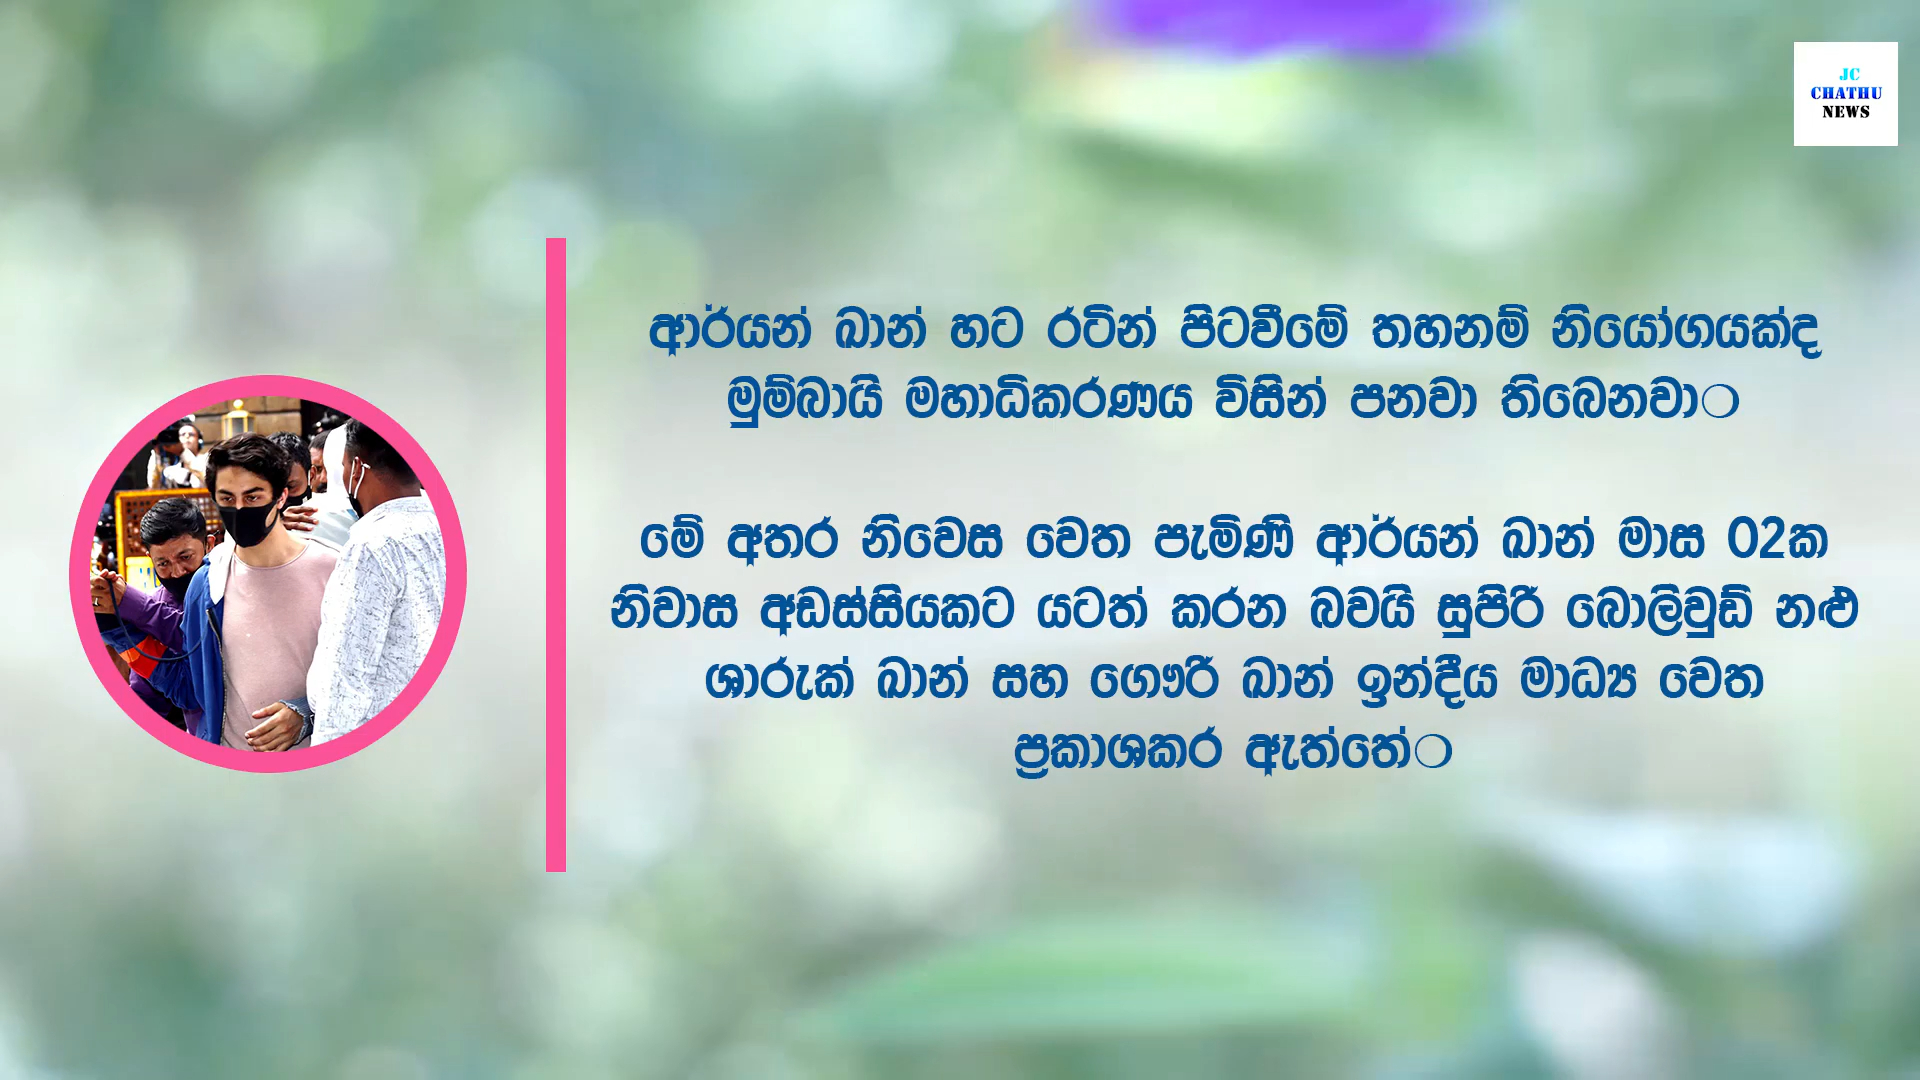 JC
CHATHU
NEWS
ආර්යන් ඛාන් හට රටින් පිටවීමේ තහනම් නියෝගයක්ද
මුම්බායි මහාධිකරණය විසින් පනවා තිබෙනවා
මේ අතර නිවෙස වෙත පැමිණි ආර්යන් ඛාන් මාස 02ක
නිවාස අඩස්සියකට යටත් කරන බවයි සුපිරි බොලිවුඩ් නළු
ශාරුක් ඛාන් සහ ගෞරි ඛාන් ඉන්දීය මාධ්‍ය වෙත
ප්‍රකාශකර ඇත්තේ